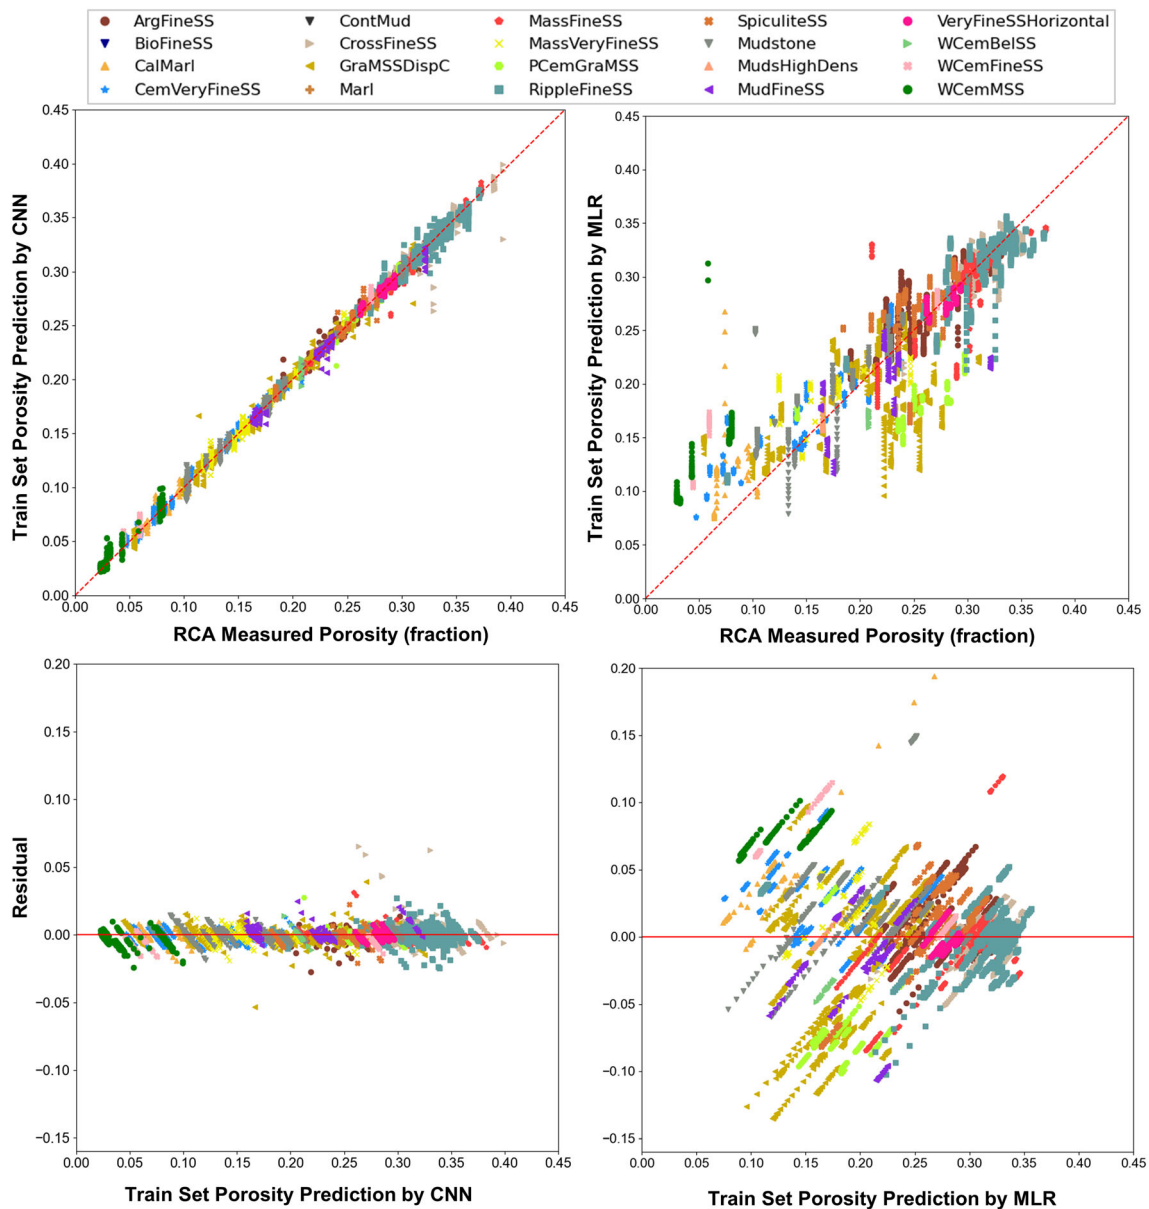 ArgFineSS ContMud MassFineSS SpiculiteSS VeryFineSSHorizontal
BioFineSS CrossFineSS MassVeryFineSS Mudstone WCemBelSS
CalMarl GraMSSDispC PCemGraMSS MudsHighDens WCemFineSS
CemVeryFineSS Marl RippleFineSS MudFineSS WCemMSS
Train Set Porosity Prediction by CNN
0.45
0.40
0.35
0.30
0.25
0.20
0.15
0.10
0.05
0.00
0.00 0.05 0.10 0.15 0.20 0.25 0.30 0.35 0.40 0.45
RCA Measured Porosity (fraction)
Train Set Porosity Prediction by MLR
0.45
0.40
0.35
0.30
0.25
0.20
0.15
0.10
0.05
0.00
0.00 0.05 0.10 0.15 0.20 0.25 0.30 0.35 0.40 0.45
RCA Measured Porosity (fraction)
Residual
0.20
0.15
0.10
0.05
0.00
−0.05
−0.10
−0.15
0.00 0.05 0.10 0.15 0.20 0.25 0.30 0.35 0.40 0.45
Train Set Porosity Prediction by CNN
0.20
0.15
0.10
0.05
0.00
−0.05
−0.10
−0.15
0.00 0.05 0.10 0.15 0.20 0.25 0.30 0.35 0.40 0.45
Train Set Porosity Prediction by MLR